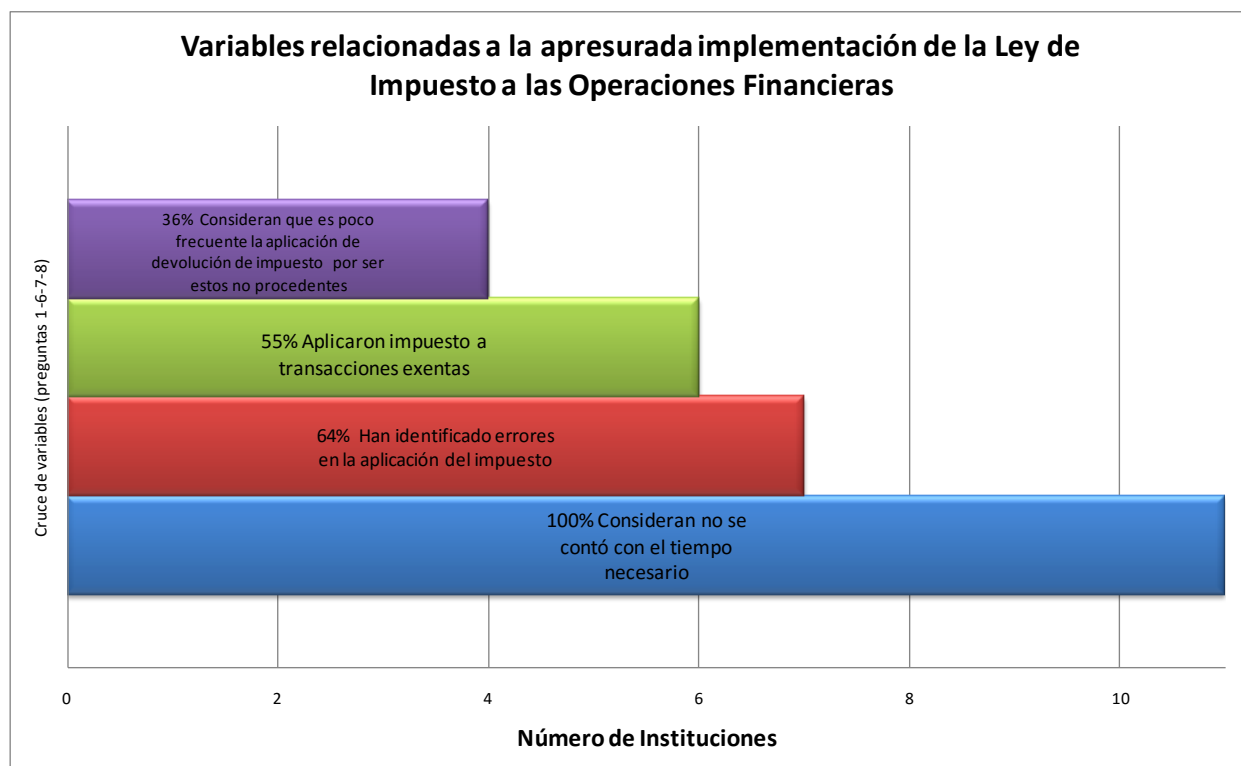 Variables relacionadas a la apresurada implementación de la Ley de
Impuesto a las Operaciones Financieras
Cruce de variables (preguntas 1-6-7-8)
36% Consideran que es poco
frecuente la aplicación de
devolución de impuesto por ser
estos no procedentes
55% Aplicaron impuesto a
transacciones exentas
64% Han identificado errores
en la aplicación del impuesto
100% Consideran no se
contó con el tiempo
necesario
0 2 4 6 8 10
Número de Instituciones